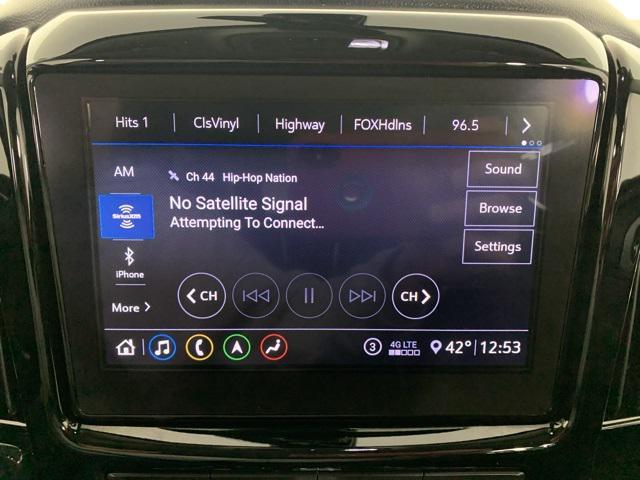 Hits 1 ClsVinyl Highway FOXHdlns 96.5
AM
Ch 44 Hip-Hop Nation
Sound
SiriusXM
No Satellite Signal
Browse
Attempting To Connect...
Settings
iPhone
More
CH CH
3 4G LTE 42° 12:53